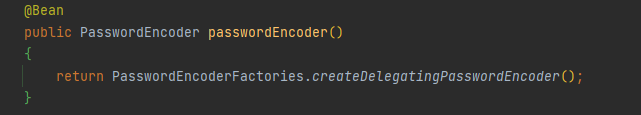 @Bean
public PasswordEncoder passwordEncoder()
{
    return PasswordEncoderFactories.createDelegatingPasswordEncoder();
}